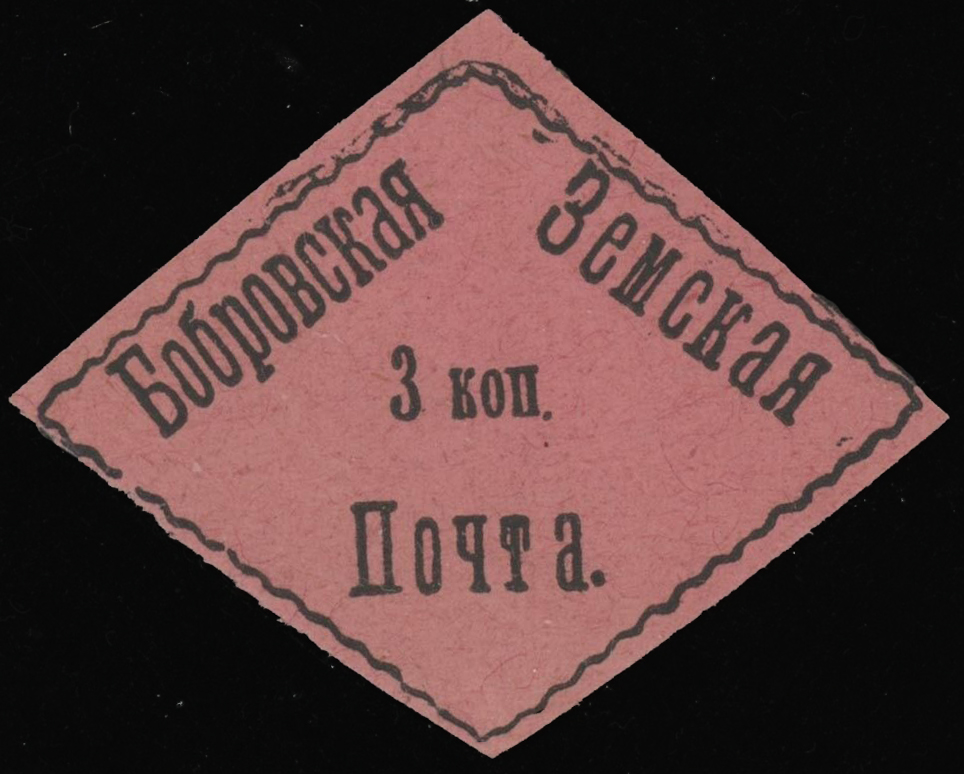 Бобровская
Земская
3 коп.
Почта.